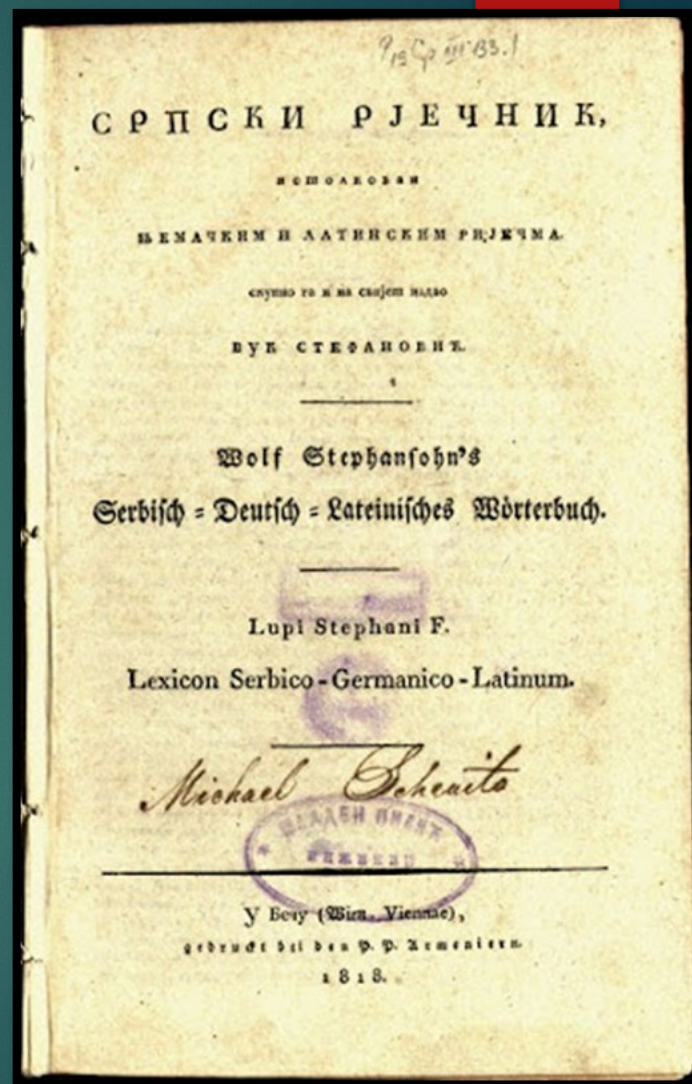 СРПСКИ РЈЕЧНИК,
истолкован
ЊЕМАЧКИМ И ЛАТИНСКИМ РИЈЕЧМА.
скупио га и на свијет издао
ВУК СТЕФАНОВИЋ.
Wolf Stephansohn's
Serbisch = Deutsch = Lateinisches Wörterbuch.
Lupi Stephani F.
Lexicon Serbico-Germanico-Latinum.
Michael
У Бечу (Wien, Viennae),
gedruckt bei den P. P. Armeniern.
1818.